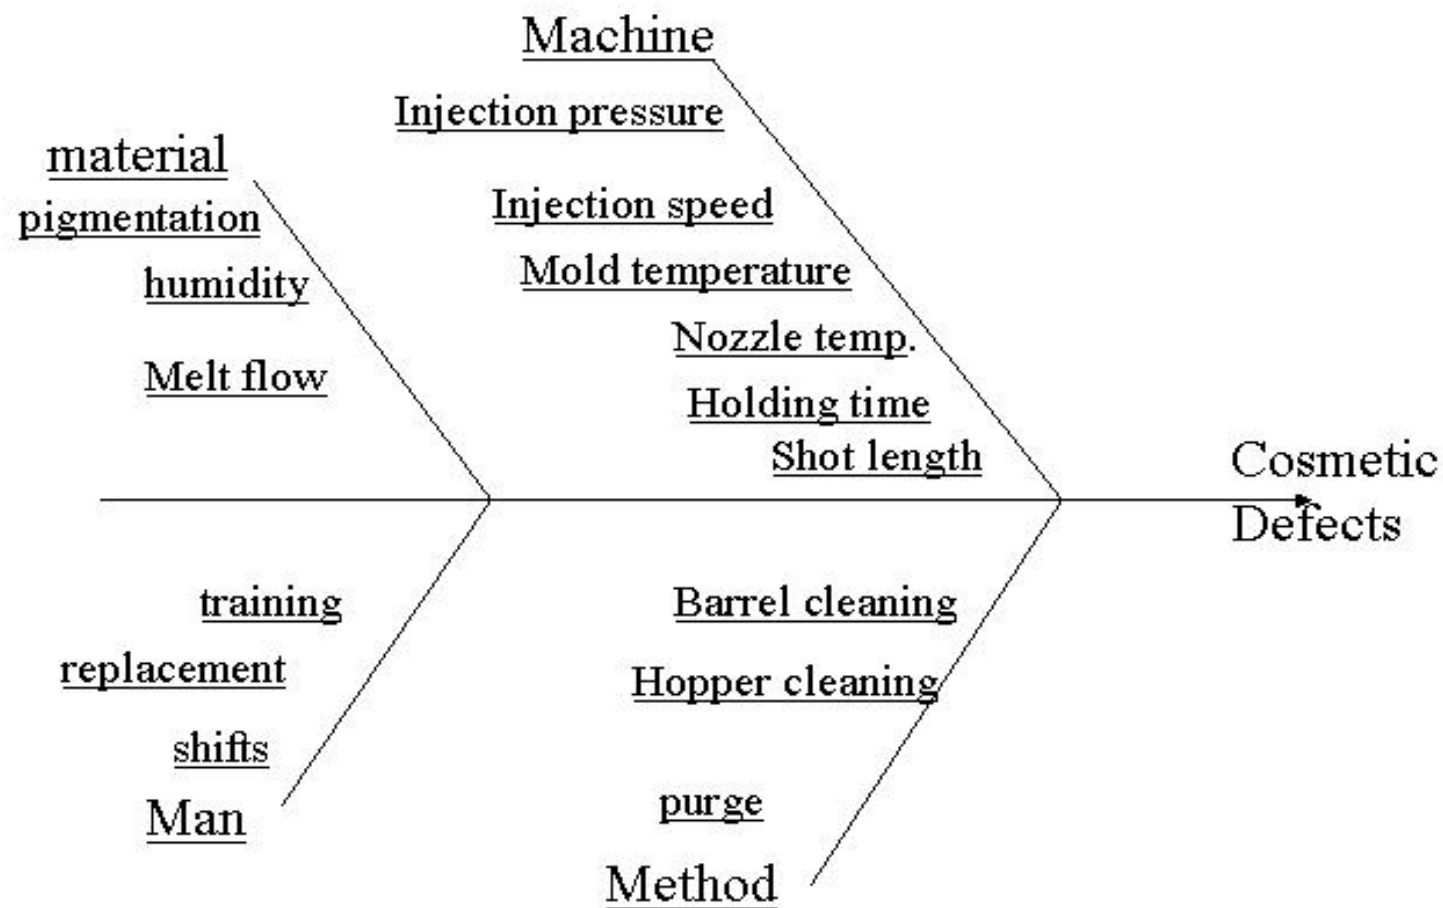 Machine
Injection pressure
Injection speed
Mold temperature
Nozzle temp.
Holding time
Shot length
material
pigmentation
humidity
Melt flow
Cosmetic
Defects
training
replacement
shifts
Man
Barrel cleaning
Hopper cleaning
purge
Method